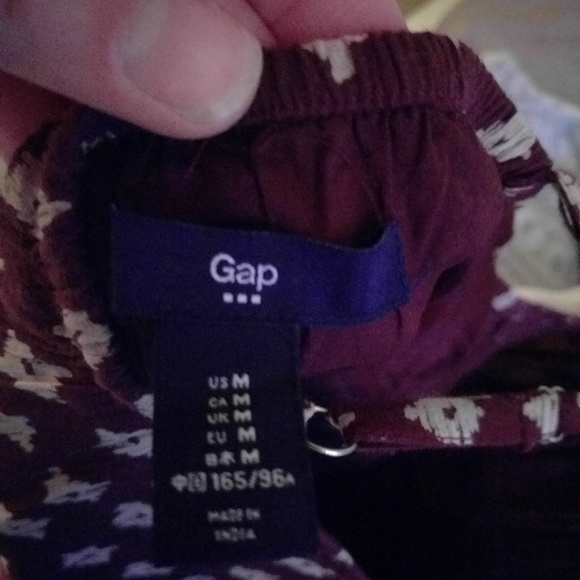 Gap
US M
CA M
UK M
EU M
日本 M
中国 165/96A
MADE IN
INDIA